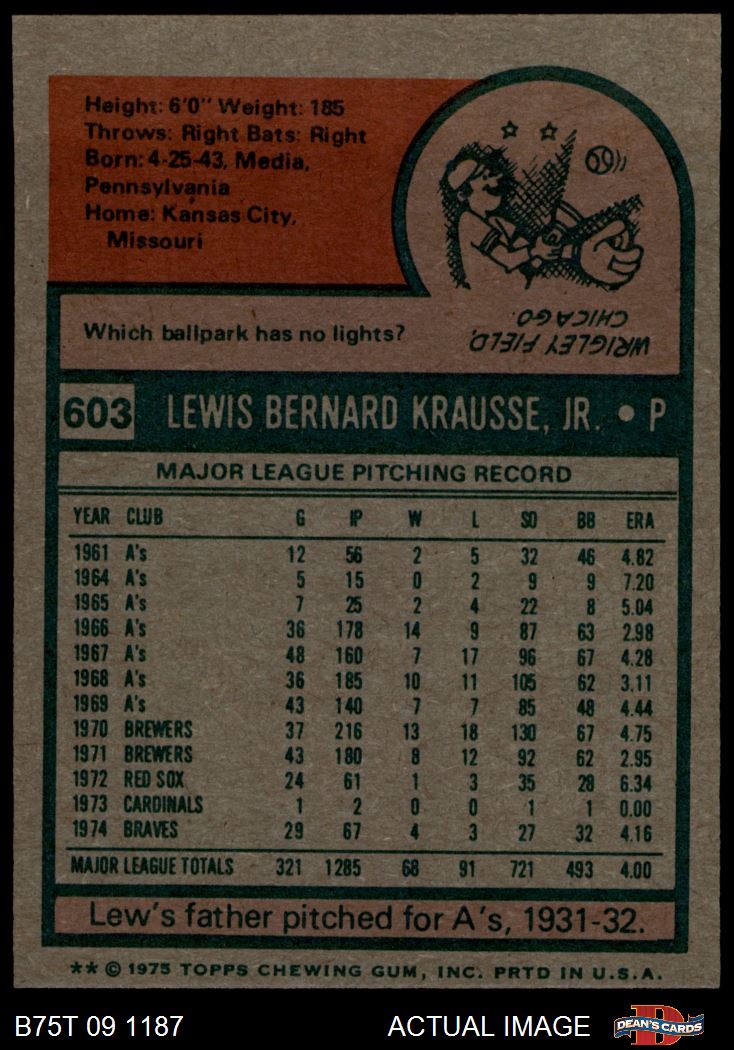 Height: 6'0" Weight: 185
Throws: Right Bats: Right
Born: 4-25-43, Media,
Pennsylvania
Home: Kansas City,
Missouri
Which ballpark has no lights?
WRIGLEY FIELD,
CHICAGO.
603 LEWIS BERNARD KRAUSSE, JR. • P
MAJOR LEAGUE PITCHING RECORD
YEAR CLUB G IP W L SO BB ERA
1961 A's 12 56 2 5 32 46 4.82
1964 A's 5 15 0 2 9 9 7.20
1965 A's 7 25 2 4 22 8 5.04
1966 A's 36 178 14 9 87 63 2.98
1967 A's 48 160 7 17 96 67 4.28
1968 A's 36 185 10 11 105 62 3.11
1969 A's 43 140 7 7 85 48 4.44
1970 BREWERS 37 216 13 18 130 67 4.75
1971 BREWERS 43 180 8 12 92 62 2.95
1972 RED SOX 24 61 1 3 35 28 6.34
1973 CARDINALS 1 2 0 0 1 1 0.00
1974 BRAVES 29 67 4 3 27 32 4.16
MAJOR LEAGUE TOTALS 321 1285 68 91 721 493 4.00
Lew's father pitched for A's, 1931-32.
** © 1975 TOPPS CHEWING GUM, INC. PRTD IN U.S.A.
B75T 09 1187 ACTUAL IMAGE D DEAN'S CARDS